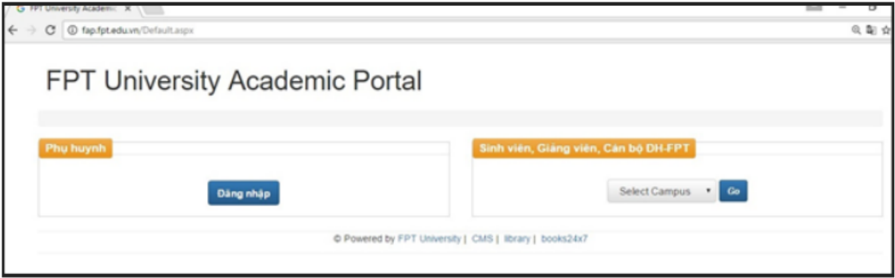 FPT University Academic X
fap.fpt.edu.vn/Default.aspx
FPT University Academic Portal
Phụ huynh
Đăng nhập
Sinh viên, Giảng viên, Cán bộ ĐH-FPT
Select Campus Go
© Powered by FPT University | CMS | library | books24x7